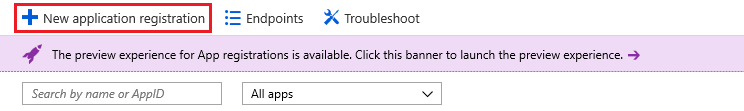 New application registration Endpoints Troubleshoot
The preview experience for App registrations is available. Click this banner to launch the preview experience. →
Search by name or AppID All apps